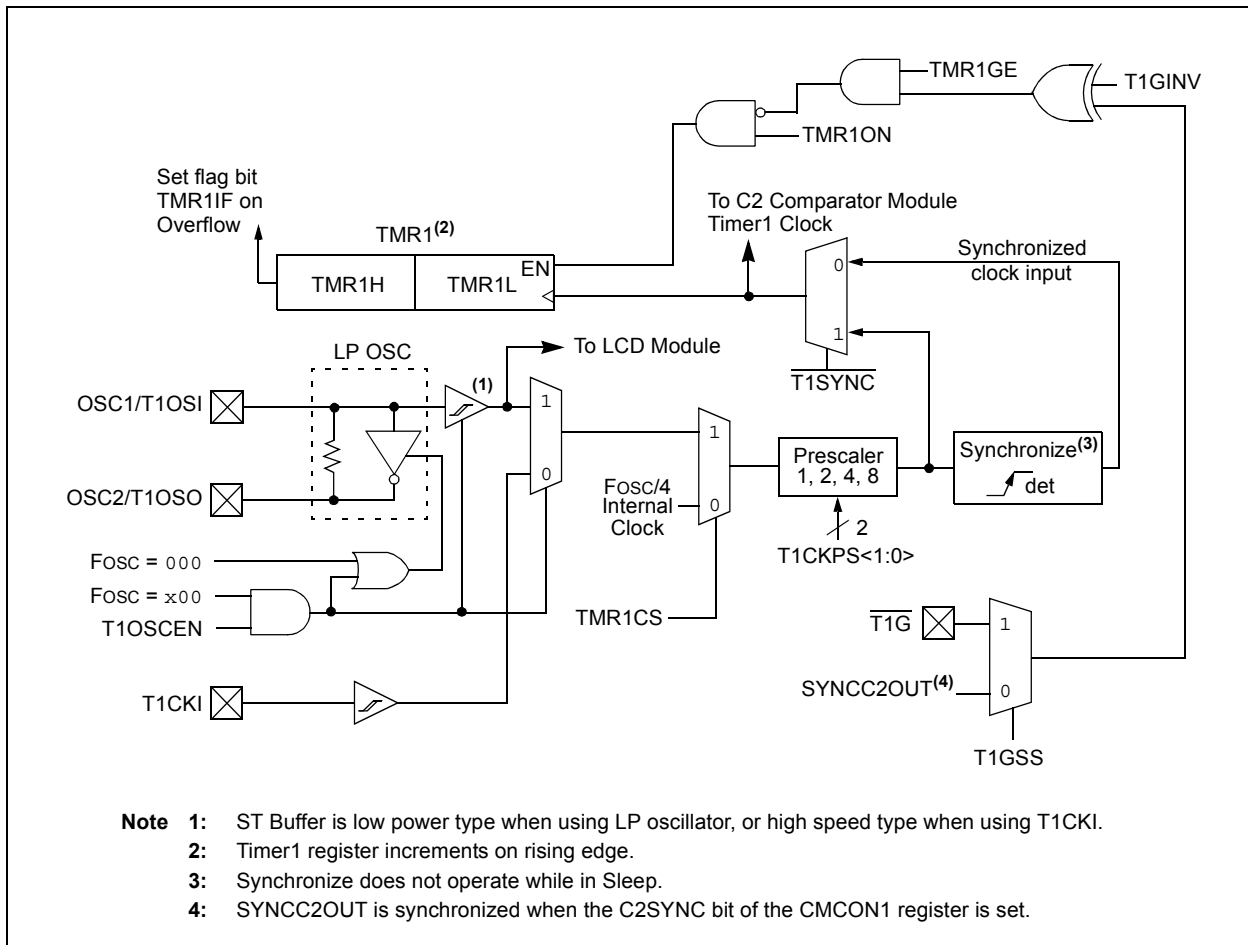 TMR1GE
T1GINV
TMR1ON
Set flag bit
TMR1IF on
Overflow
To C2 Comparator Module
Timer1 Clock
TMR1(2)
EN
TMR1H
TMR1L
0
1
T1SYNC
Synchronized
clock input
LP OSC
(1)
To LCD Module
OSC1/T1OSI
OSC2/T1OSO
1
0
1
0
FOSC/4
Internal
Clock
Prescaler
1, 2, 4, 8
2
T1CKPS<1:0>
Synchronize(3)
det
FOSC = 000
FOSC = x00
T1OSCEN
TMR1CS
T1CKI
T1G
1
SYNCC2OUT(4)
0
T1GSS
Note 1: ST Buffer is low power type when using LP oscillator, or high speed type when using T1CKI.
2: Timer1 register increments on rising edge.
3: Synchronize does not operate while in Sleep.
4: SYNCC2OUT is synchronized when the C2SYNC bit of the CMCON1 register is set.